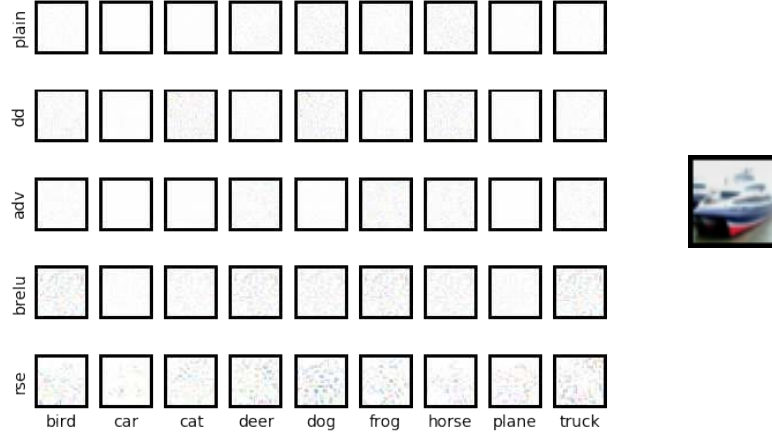 plain
dd
adv
brelu
rse
bird car cat deer dog frog horse plane truck